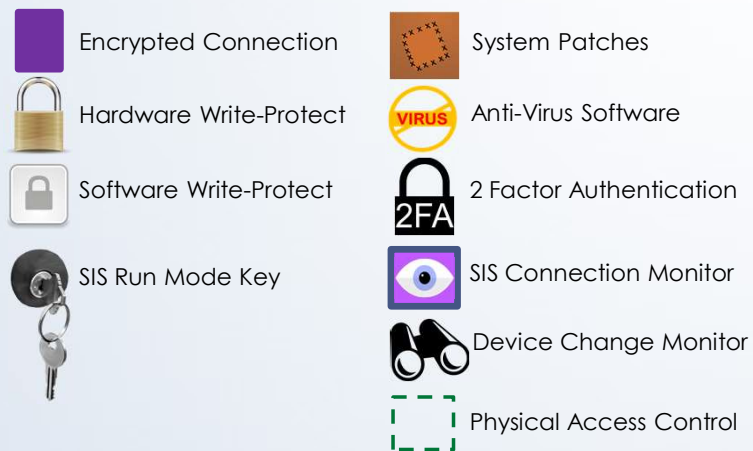 Encrypted Connection
Hardware Write-Protect
Software Write-Protect
SIS Run Mode Key
System Patches
VIRUS
Anti-Virus Software
2FA
2 Factor Authentication
SIS Connection Monitor
Device Change Monitor
Physical Access Control